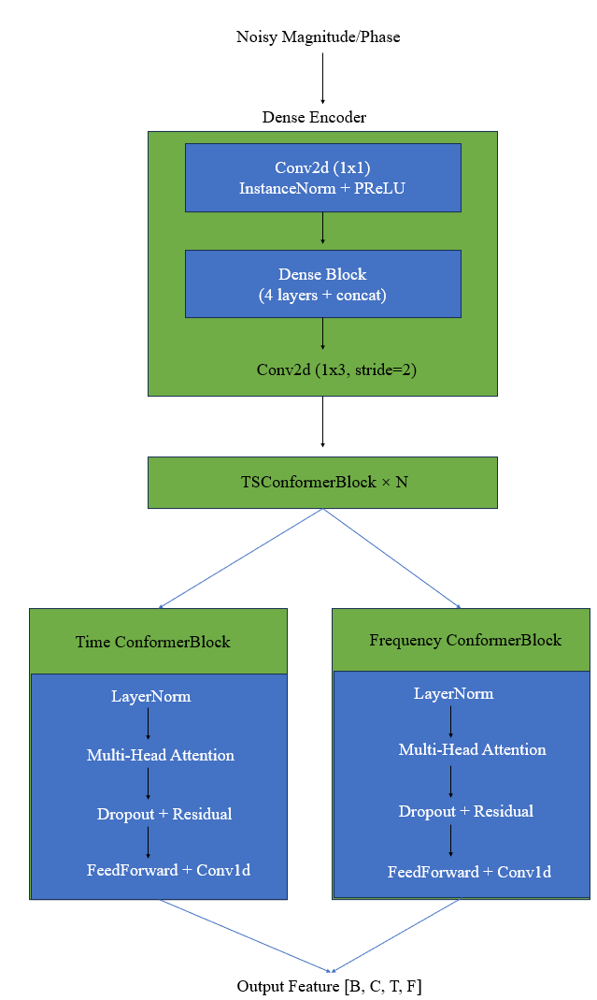 Noisy Magnitude/Phase
Dense Encoder
Conv2d (1x1)
InstanceNorm + PReLU
Dense Block
(4 layers + concat)
Conv2d (1x3, stride=2)
TSConformerBlock × N
Time ConformerBlock
LayerNorm
Multi-Head Attention
Dropout + Residual
FeedForward + Conv1d
Frequency ConformerBlock
LayerNorm
Multi-Head Attention
Dropout + Residual
FeedForward + Conv1d
Output Feature [B, C, T, F]